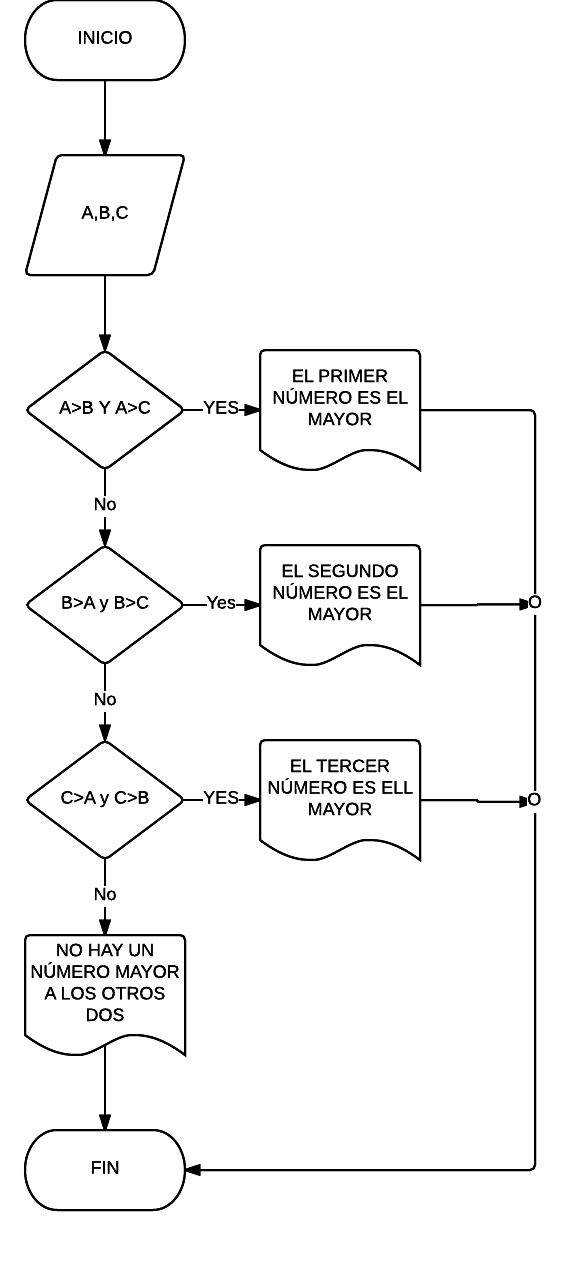 INICIO
A,B,C
A>B Y A>C
YES
EL PRIMER
NÚMERO ES EL
MAYOR
No
B>A y B>C
Yes
EL SEGUNDO
NÚMERO ES EL
MAYOR
O
No
C>A y C>B
YES
EL TERCER
NÚMERO ES ELL
MAYOR
O
No
NO HAY UN
NÚMERO MAYOR
A LOS OTROS
DOS
FIN